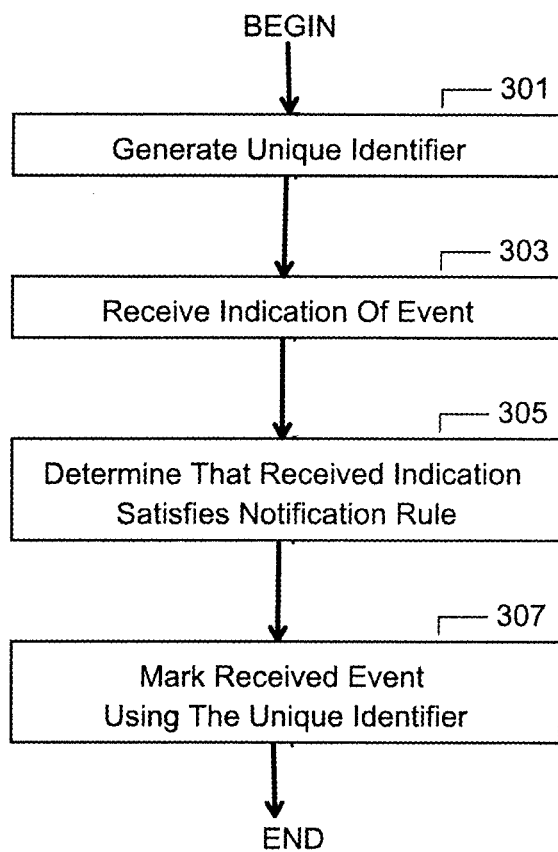 BEGIN
301
Generate Unique Identifier
303
Receive Indication Of Event
305
Determine That Received Indication
Satisfies Notification Rule
307
Mark Received Event
Using The Unique Identifier
END